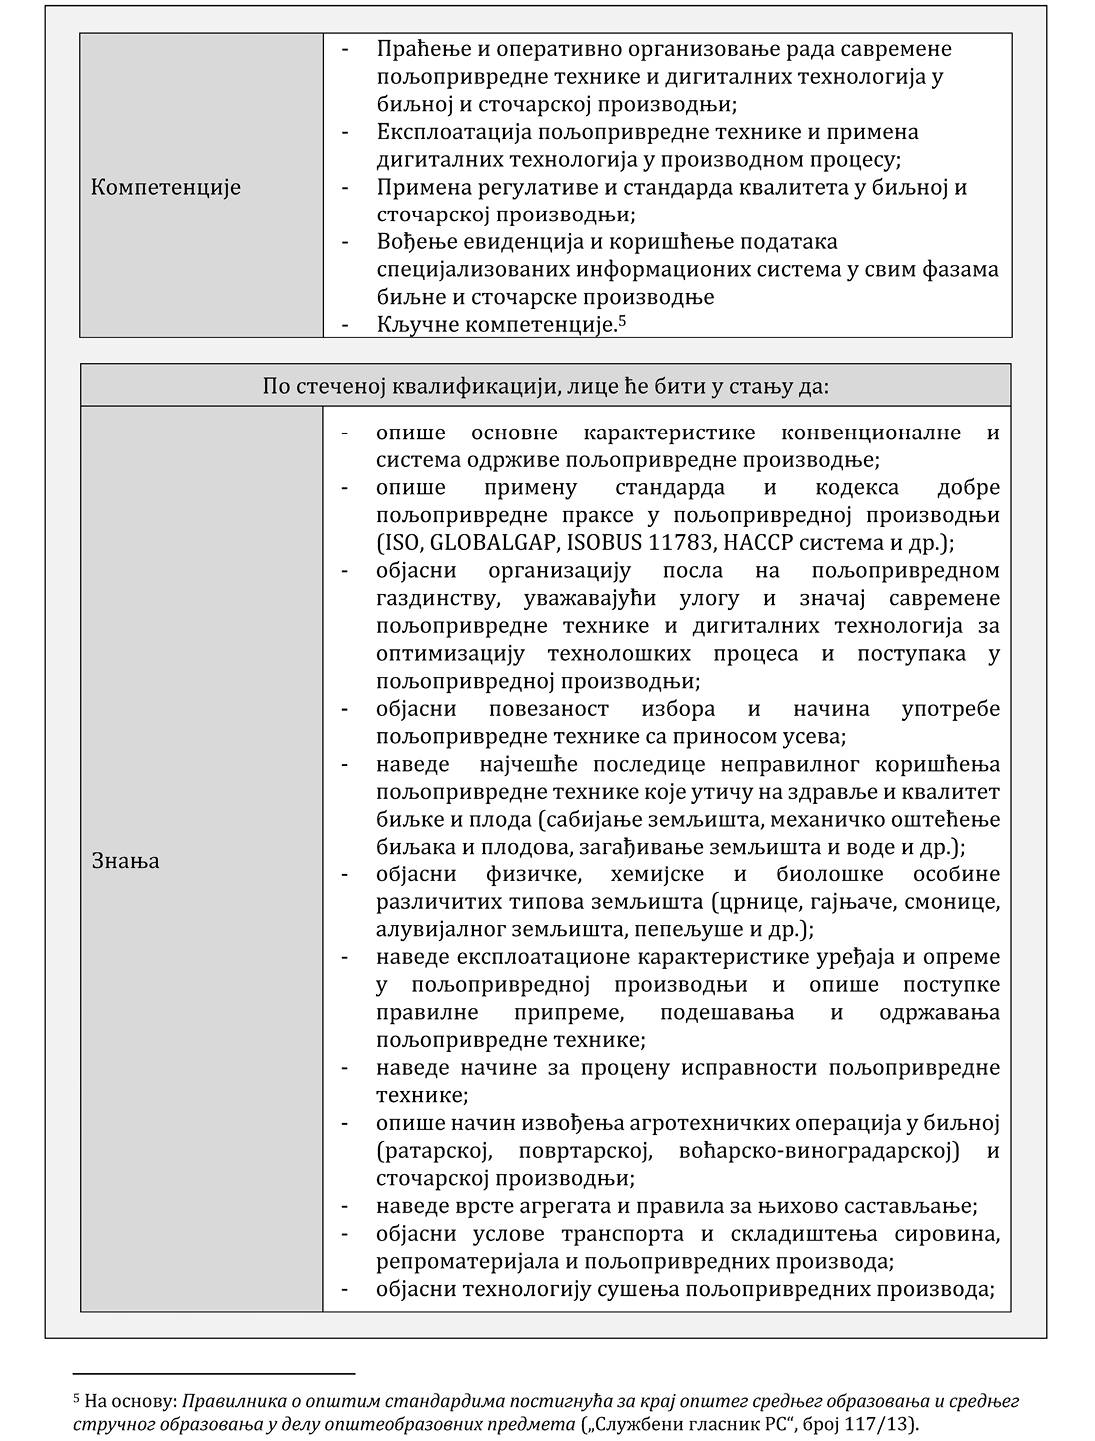 - Праћење и оперативно организовање рада савремене
пољопривредне технике и дигиталних технологија у
биљној и сточарској производњи;
- Експлоатација пољопривредне технике и примена
дигиталних технологија у производном процесу;
Компетенције
- Примена регулативе и стандарда квалитета у биљној и
сточарској производњи;
- Вођење евиденција и коришћење података
специјализованих информационих система у свим фазама
биљне и сточарске производње
- Кључне компетенције.⁵
По стеченој квалификацији, лице ће бити у стању да:
- опише основне карактеристике конвенционалне и
система одрживе пољопривредне производње;
- опише примену стандарда и кодекса добре
пољопривредне праксе у пољопривредној производњи
(ISO, GLOBALGAP, ISOBUS 11783, HACCP система и др.);
- објасни организацију посла на пољопривредном
газдинству, уважавајући улогу и значај савремене
пољопривредне технике и дигиталних технологија за
оптимизацију технолошких процеса и поступака у
пољопривредној производњи;
- објасни повезаност избора и начина употребе
пољопривредне технике са приносом усева;
- наведе најчешће последице неправилног коришћења
пољопривредне технике које утичу на здравље и квалитет
биљке и плода (сабијање земљишта, механичко оштећење
биљака и плодова, загађивање земљишта и воде и др.);
Знања
- објасни физичке, хемијске и биолошке особине
различитих типова земљишта (црнице, гајњаче, смонице,
алувијалног земљишта, пепељуше и др.);
- наведе експлоатационе карактеристике уређаја и опреме
у пољопривредној производњи и опише поступке
правилне припреме, подешавања и одржавања
пољопривредне технике;
- наведе начине за процену исправности пољопривредне
технике;
- опише начин извођења агротехничких операција у биљној
(ратарској, повртарској, воћарско-виноградарској) и
сточарској производњи;
- наведе врсте агрегата и правила за њихово састављање;
- објасни услове транспорта и складиштења сировина,
репроматеријала и пољопривредних производа;
- објасни технологију сушења пољопривредних производа;
⁵ На основу: Правилника о општим стандардима постигнућа за крај општег средњег образовања и средњег
стручног образовања у делу општеобразовних предмета („Службени гласник РС“, број 117/13).